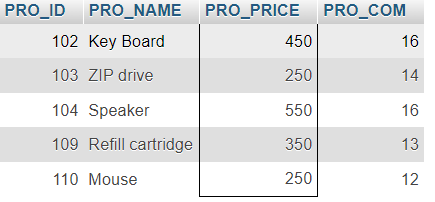 PRO_ID PRO_NAME PRO_PRICE PRO_COM
102 Key Board 450 16
103 ZIP drive 250 14
104 Speaker 550 16
109 Refill cartridge 350 13
110 Mouse 250 12